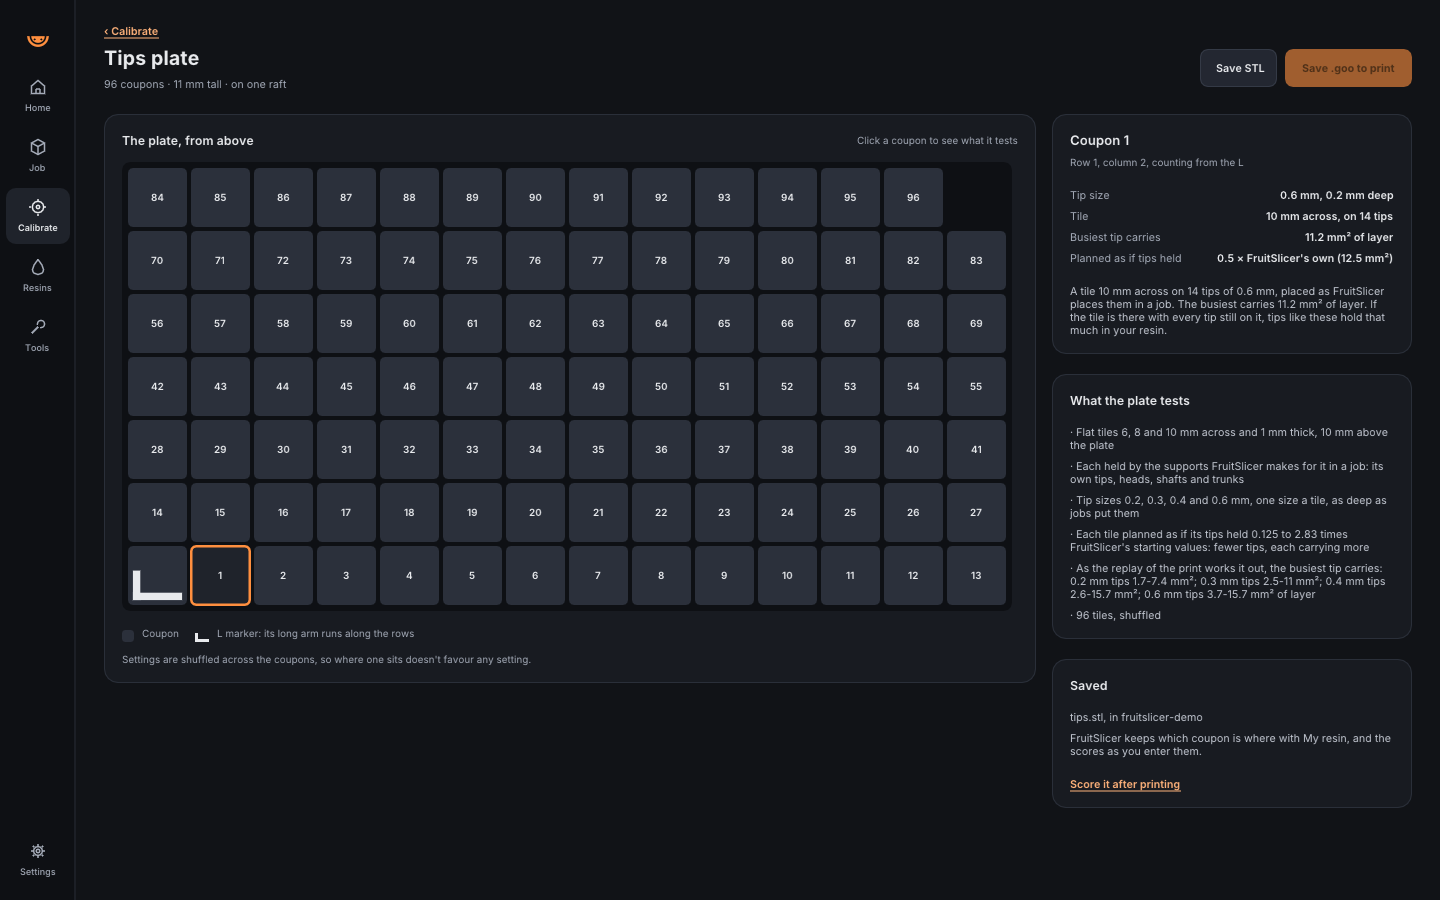 Home
Job
Calibrate
Resins
Tools
Settings
‹ Calibrate
Tips plate
96 coupons · 11 mm tall · on one raft
Save STL
Save .goo to print
The plate, from above
Click a coupon to see what it tests
84 85 86 87 88 89 90 91 92 93 94 95 96
70 71 72 73 74 75 76 77 78 79 80 81 82 83
56 57 58 59 60 61 62 63 64 65 66 67 68 69
42 43 44 45 46 47 48 49 50 51 52 53 54 55
28 29 30 31 32 33 34 35 36 37 38 39 40 41
14 15 16 17 18 19 20 21 22 23 24 25 26 27
1 2 3 4 5 6 7 8 9 10 11 12 13
Coupon
L marker: its long arm runs along the rows
Settings are shuffled across the coupons, so where one sits doesn't favour any setting.
Coupon 1
Row 1, column 2, counting from the L
Tip size 0.6 mm, 0.2 mm deep
Tile 10 mm across, on 14 tips
Busiest tip carries 11.2 mm² of layer
Planned as if tips held 0.5 × FruitSlicer's own (12.5 mm²)
A tile 10 mm across on 14 tips of 0.6 mm, placed as FruitSlicer
places them in a job. The busiest carries 11.2 mm² of layer. If
the tile is there with every tip still on it, tips like these hold that
much in your resin.
What the plate tests
· Flat tiles 6, 8 and 10 mm across and 1 mm thick, 10 mm above
the plate
· Each held by the supports FruitSlicer makes for it in a job: its
own tips, heads, shafts and trunks
· Tip sizes 0.2, 0.3, 0.4 and 0.6 mm, one size a tile, as deep as
jobs put them
· Each tile planned as if its tips held 0.125 to 2.83 times
FruitSlicer's starting values: fewer tips, each carrying more
· As the replay of the print works it out, the busiest tip carries:
0.2 mm tips 1.7-7.4 mm²; 0.3 mm tips 2.5-11 mm²; 0.4 mm tips
2.6-15.7 mm²; 0.6 mm tips 3.7-15.7 mm² of layer
· 96 tiles, shuffled
Saved
tips.stl, in fruitslicer-demo
FruitSlicer keeps which coupon is where with My resin, and the
scores as you enter them.
Score it after printing